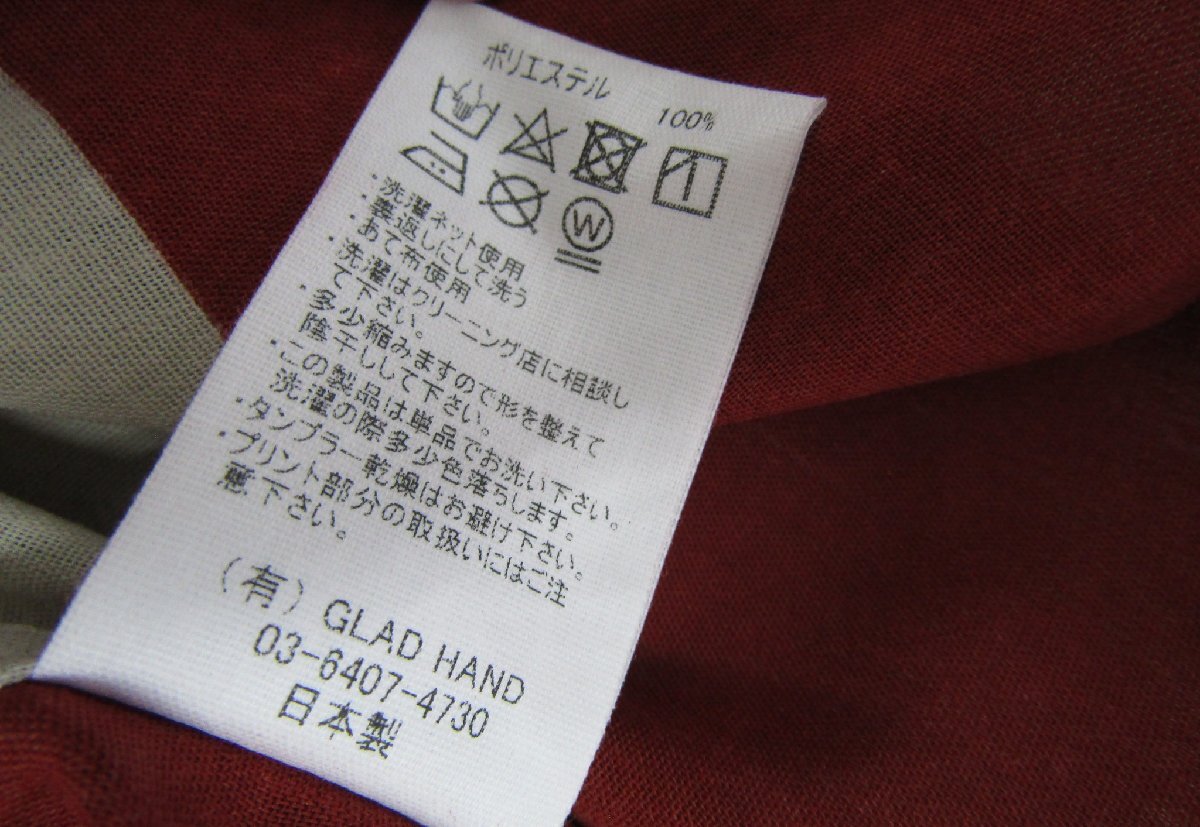 ポリエステル
100%
W
・洗濯ネット使用
・裏返しにして洗う
・あて布使用
・洗濯はクリーニング店に相談し
て下さい。
・多少縮みますので形を整えて
陰干しして下さい。
・この製品は単品でお洗い下さい。
洗濯の際多少色落ちします。
・タンブラー乾燥はお避け下さい。
・プリント部分の取扱いにはご注
意下さい。
(有) GLAD HAND
03-6407-4730
日本製